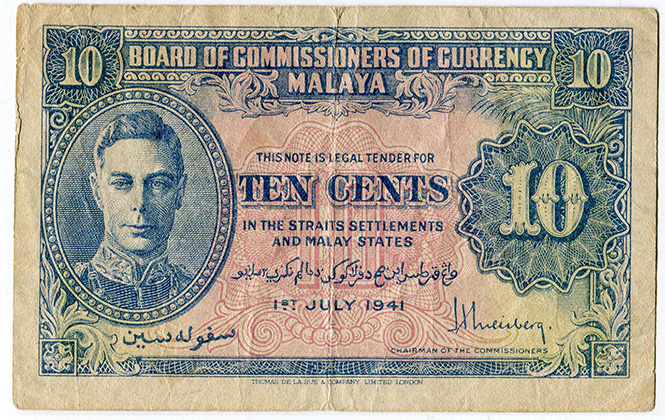 10 BOARD OF COMMISSIONERS OF CURRENCY 10
MALAYA
THIS NOTE IS LEGAL TENDER FOR
TEN CENTS
10
IN THE STRAITS SETTLEMENTS
AND MALAY STATES
1ST JULY 1941
سفوله سين
CHAIRMAN OF THE COMMISSIONERS
THOMAS DE LA RUE & COMPANY, LIMITED LONDON